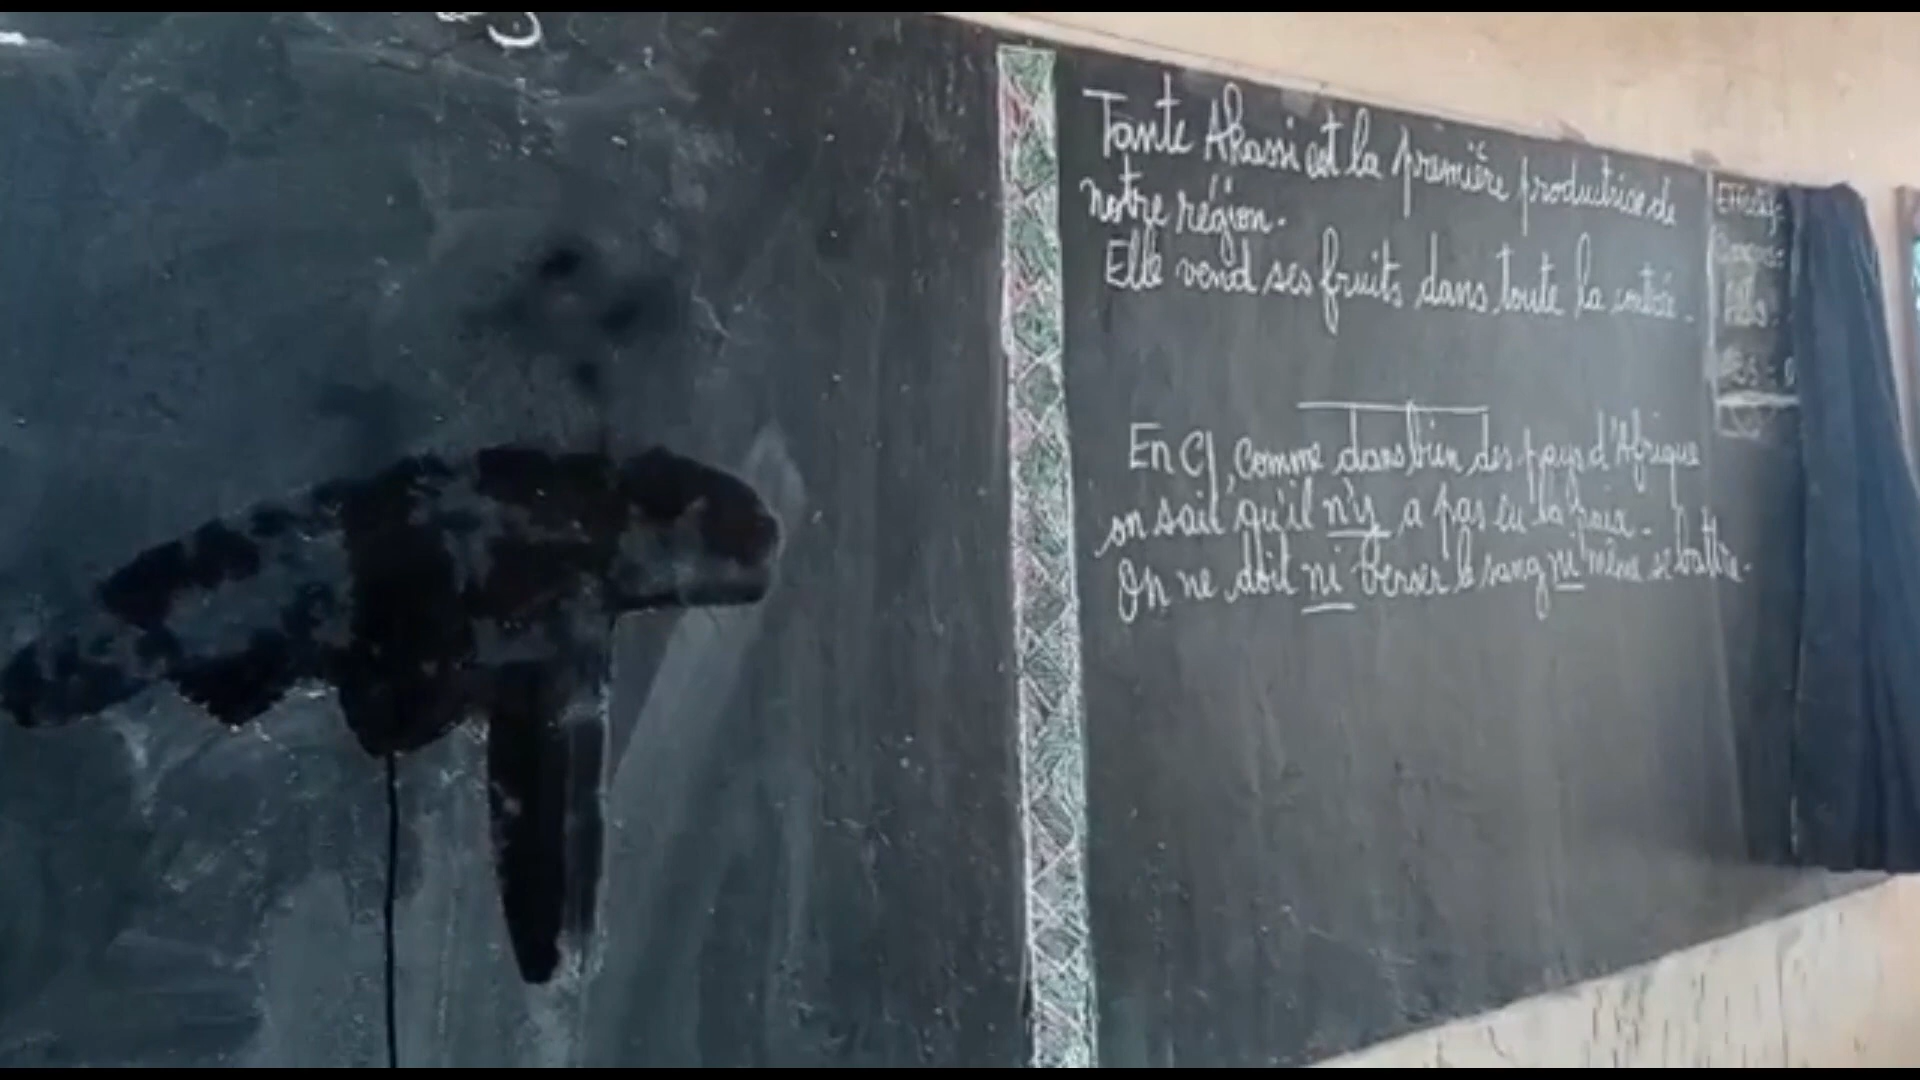 Tante Akassi est la première productrice de
notre région.
Elle vend ses fruits dans toute la contrée.
En CI, comme dans bien des pays d'Afrique
on sait qu'il n'y a pas eu la paix.
On ne doit ni verser le sang ni même se battre.